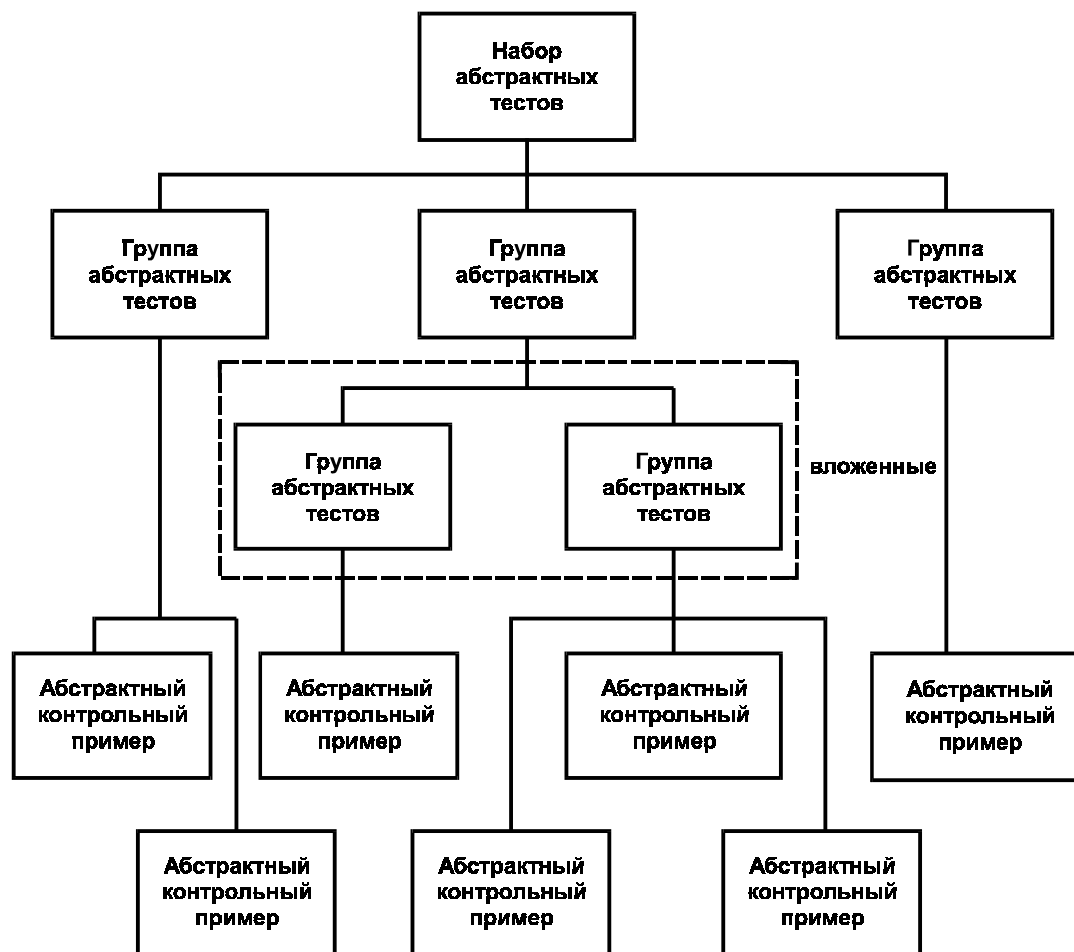 Набор
абстрактных
тестов
Группа
абстрактных
тестов
Группа
абстрактных
тестов
Группа
абстрактных
тестов
Группа
абстрактных
тестов
Группа
абстрактных
тестов
вложенные
Абстрактный
контрольный
пример
Абстрактный
контрольный
пример
Абстрактный
контрольный
пример
Абстрактный
контрольный
пример
Абстрактный
контрольный
пример
Абстрактный
контрольный
пример
Абстрактный
контрольный
пример